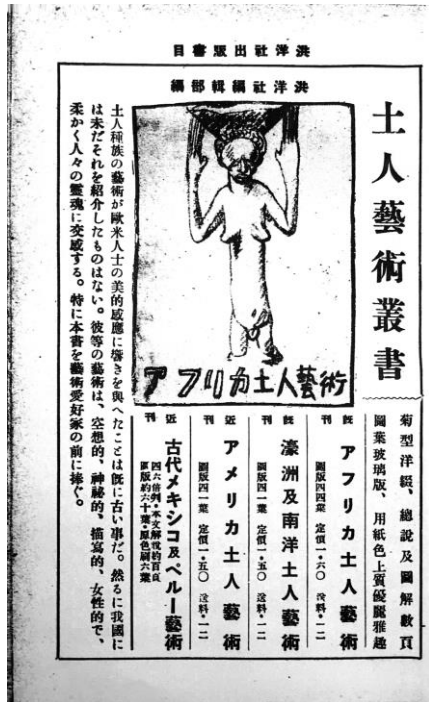 洪洋社出版書目
洪洋社編輯部編
土人藝術叢書
アフリカ土人藝術
菊型洋綴、總說及圖解數頁
圖葉玻璃版、用紙色上質優麗雅趣
既刊
アフリカ土人藝術
圖版四四葉 定價一・六〇 送料・一二
既刊
濠洲及南洋土人藝術
圖版四一葉 定價一・五〇 送料・一二
近刊
アメリカ土人藝術
圖版四一葉 定價一・五〇 送料・一二
近刊
古代メキシコ及ペルー藝術
四六倍判・本文解說約百頁
圖版約六十葉・原色刷六葉
土人種族の藝術が歐米人士の美的感應に響きを與へたことは既に古い事だ。然るに我國に
は未だそれを紹介したものはない。彼等の藝術は、空想的、神祕的、描寫的、女性的で、
柔かく人々の靈魂に交感する。特に本書を藝術愛好家の前に捧ぐ。